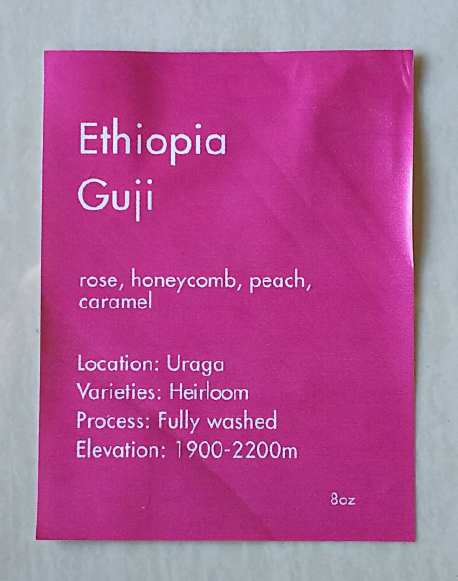 Ethiopia
Guji
rose, honeycomb, peach,
caramel
Location: Uraga
Varieties: Heirloom
Process: Fully washed
Elevation: 1900-2200m
8oz